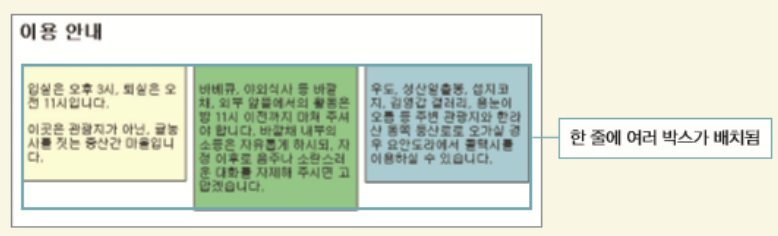 이용 안내
입실은 오후 3시, 퇴실은 오
전 11시입니다.
이곳은 관광지가 아닌, 귤농
사를 짓는 중산간 마을입니
다.
바베큐, 야외식사 등 바깥
채, 외부 앞뜰에서의 활동은
밤 11시 이전까지 마쳐 주셔
야 합니다. 바깥채 내부의
소등은 자유롭게 하시되, 자
정 이후로 음주나 소란스러
운 대화를 자제해 주시면 고
맙겠습니다.
우도, 성산일출봉, 섭지코
지, 김영갑 갤러리, 용눈이
오름 등 주변 관광지와 한라
산 동쪽 등산로로 오가실 경
우 요안도라에서 콜택시를
이용하실 수 있습니다.
한 줄에 여러 박스가 배치됨